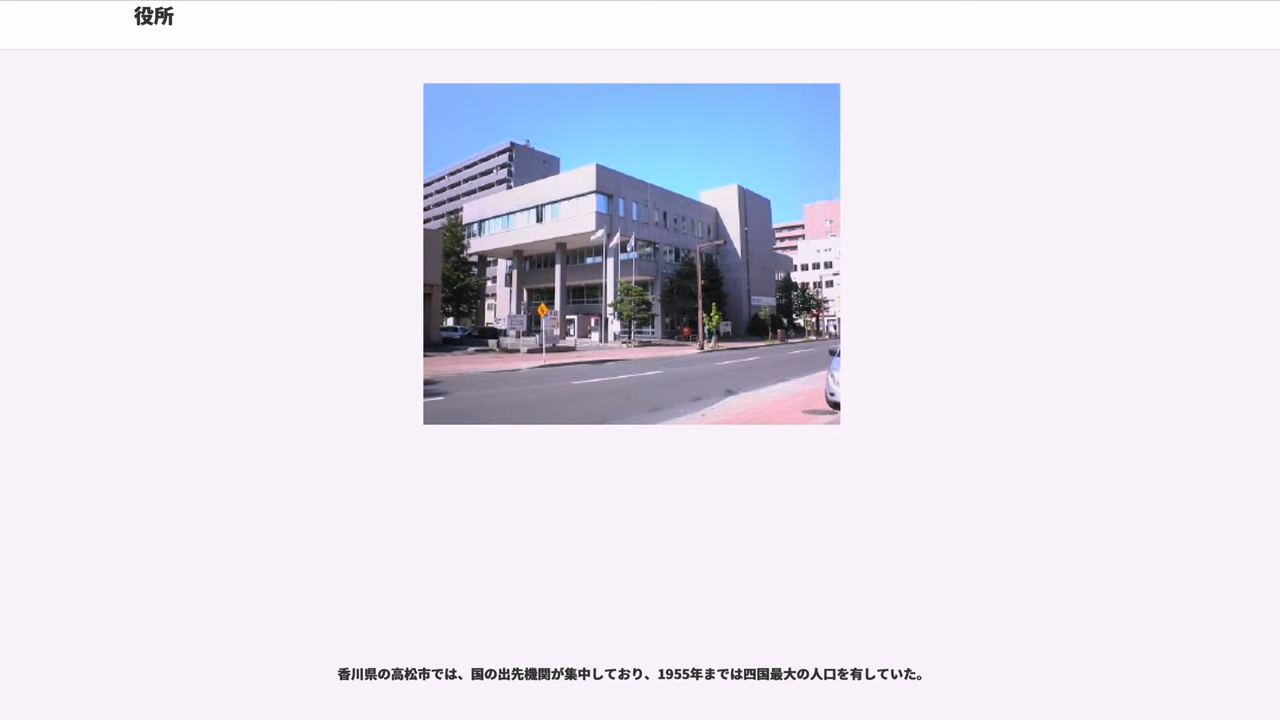 役所
香川県の高松市では、国の出先機関が集中しており、1955年までは四国最大の人口を有していた。